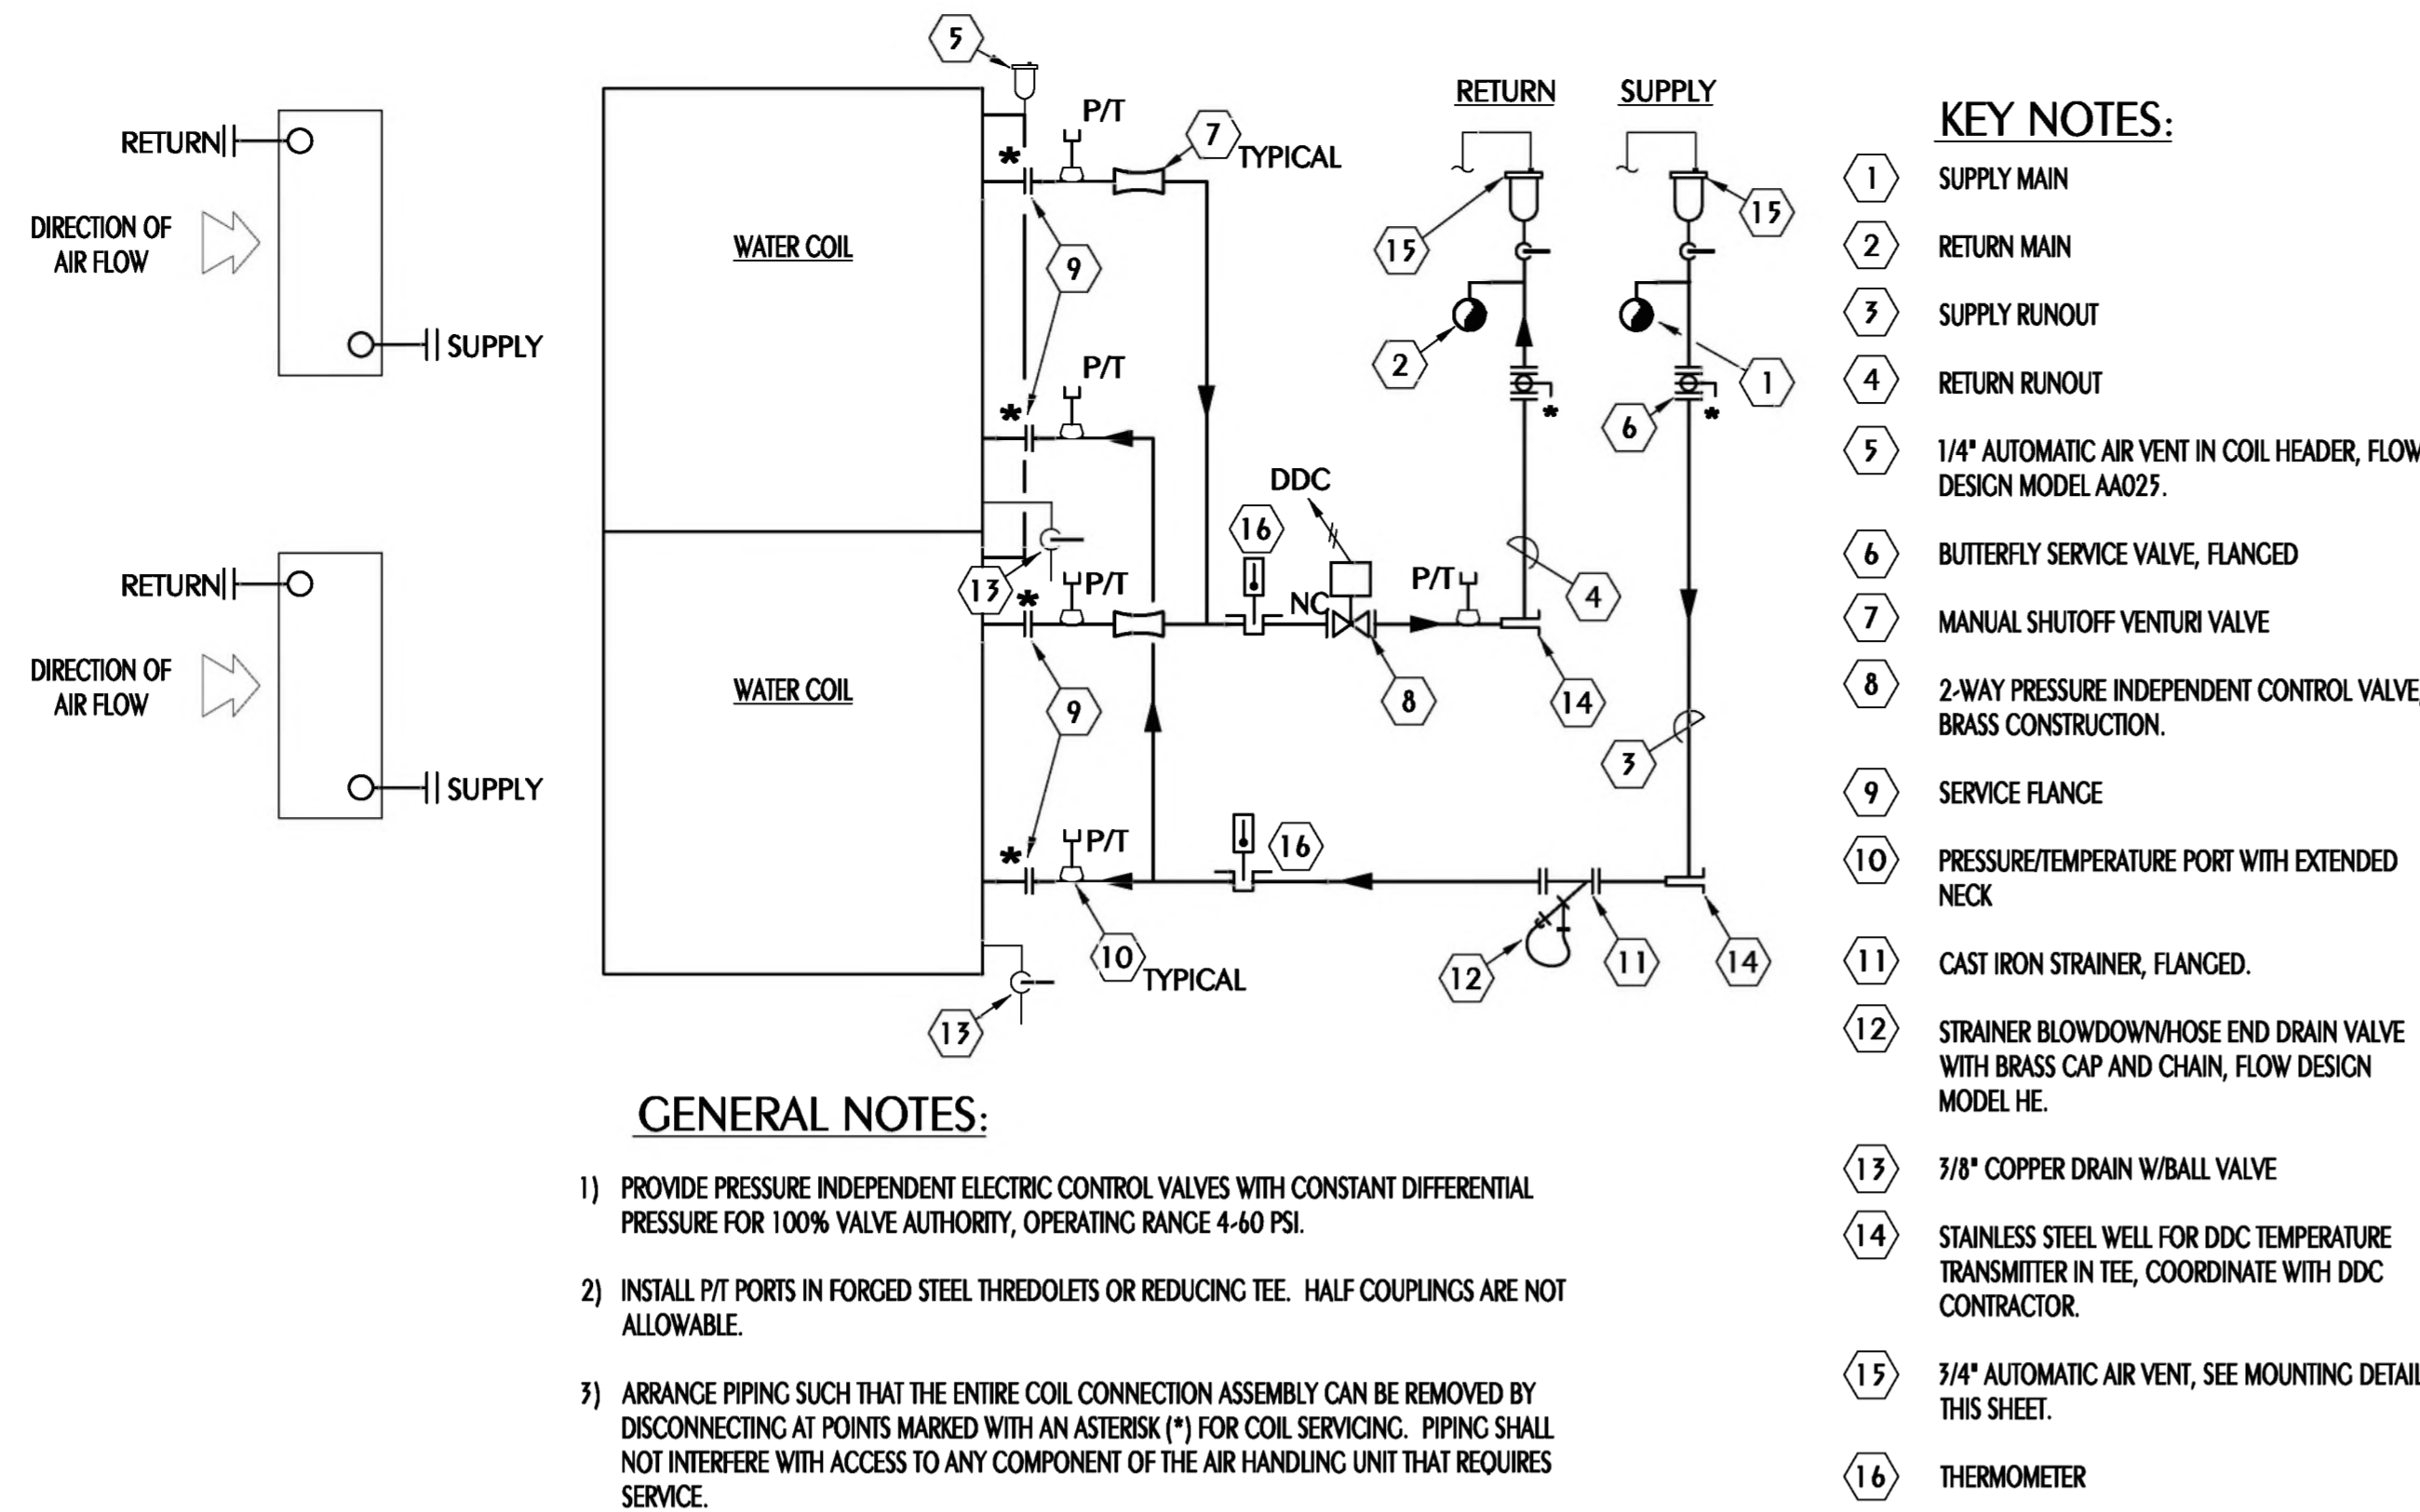 5
RETURN
DIRECTION OF
AIR FLOW
SUPPLY
WATER COIL
*
P/T
7
TYPICAL
9
*
P/T
RETURN
SUPPLY
15
15
2
1
*
*
6
RETURN
DIRECTION OF
AIR FLOW
SUPPLY
WATER COIL
13
*
P/T
16
DDC
NC
P/T
4
8
14
9
3
*
P/T
16
10
TYPICAL
12
11
14
13
KEY NOTES:
1 SUPPLY MAIN
2 RETURN MAIN
3 SUPPLY RUNOUT
4 RETURN RUNOUT
5 1/4" AUTOMATIC AIR VENT IN COIL HEADER, FLOW
DESIGN MODEL AA025.
6 BUTTERFLY SERVICE VALVE, FLANGED
7 MANUAL SHUTOFF VENTURI VALVE
8 2-WAY PRESSURE INDEPENDENT CONTROL VALVE,
BRASS CONSTRUCTION.
9 SERVICE FLANGE
10 PRESSURE/TEMPERATURE PORT WITH EXTENDED
NECK
11 CAST IRON STRAINER, FLANGED.
12 STRAINER BLOWDOWN/HOSE END DRAIN VALVE
WITH BRASS CAP AND CHAIN, FLOW DESIGN
MODEL HE.
13 3/8" COPPER DRAIN W/BALL VALVE
14 STAINLESS STEEL WELL FOR DDC TEMPERATURE
TRANSMITTER IN TEE, COORDINATE WITH DDC
CONTRACTOR.
15 3/4" AUTOMATIC AIR VENT, SEE MOUNTING DETAIL
THIS SHEET.
16 THERMOMETER
GENERAL NOTES:
1) PROVIDE PRESSURE INDEPENDENT ELECTRIC CONTROL VALVES WITH CONSTANT DIFFERENTIAL
PRESSURE FOR 100% VALVE AUTHORITY, OPERATING RANGE 4-60 PSI.
2) INSTALL P/T PORTS IN FORGED STEEL THREDOLETS OR REDUCING TEE. HALF COUPLINGS ARE NOT
ALLOWABLE.
3) ARRANGE PIPING SUCH THAT THE ENTIRE COIL CONNECTION ASSEMBLY CAN BE REMOVED BY
DISCONNECTING AT POINTS MARKED WITH AN ASTERISK (*) FOR COIL SERVICING. PIPING SHALL
NOT INTERFERE WITH ACCESS TO ANY COMPONENT OF THE AIR HANDLING UNIT THAT REQUIRES
SERVICE.